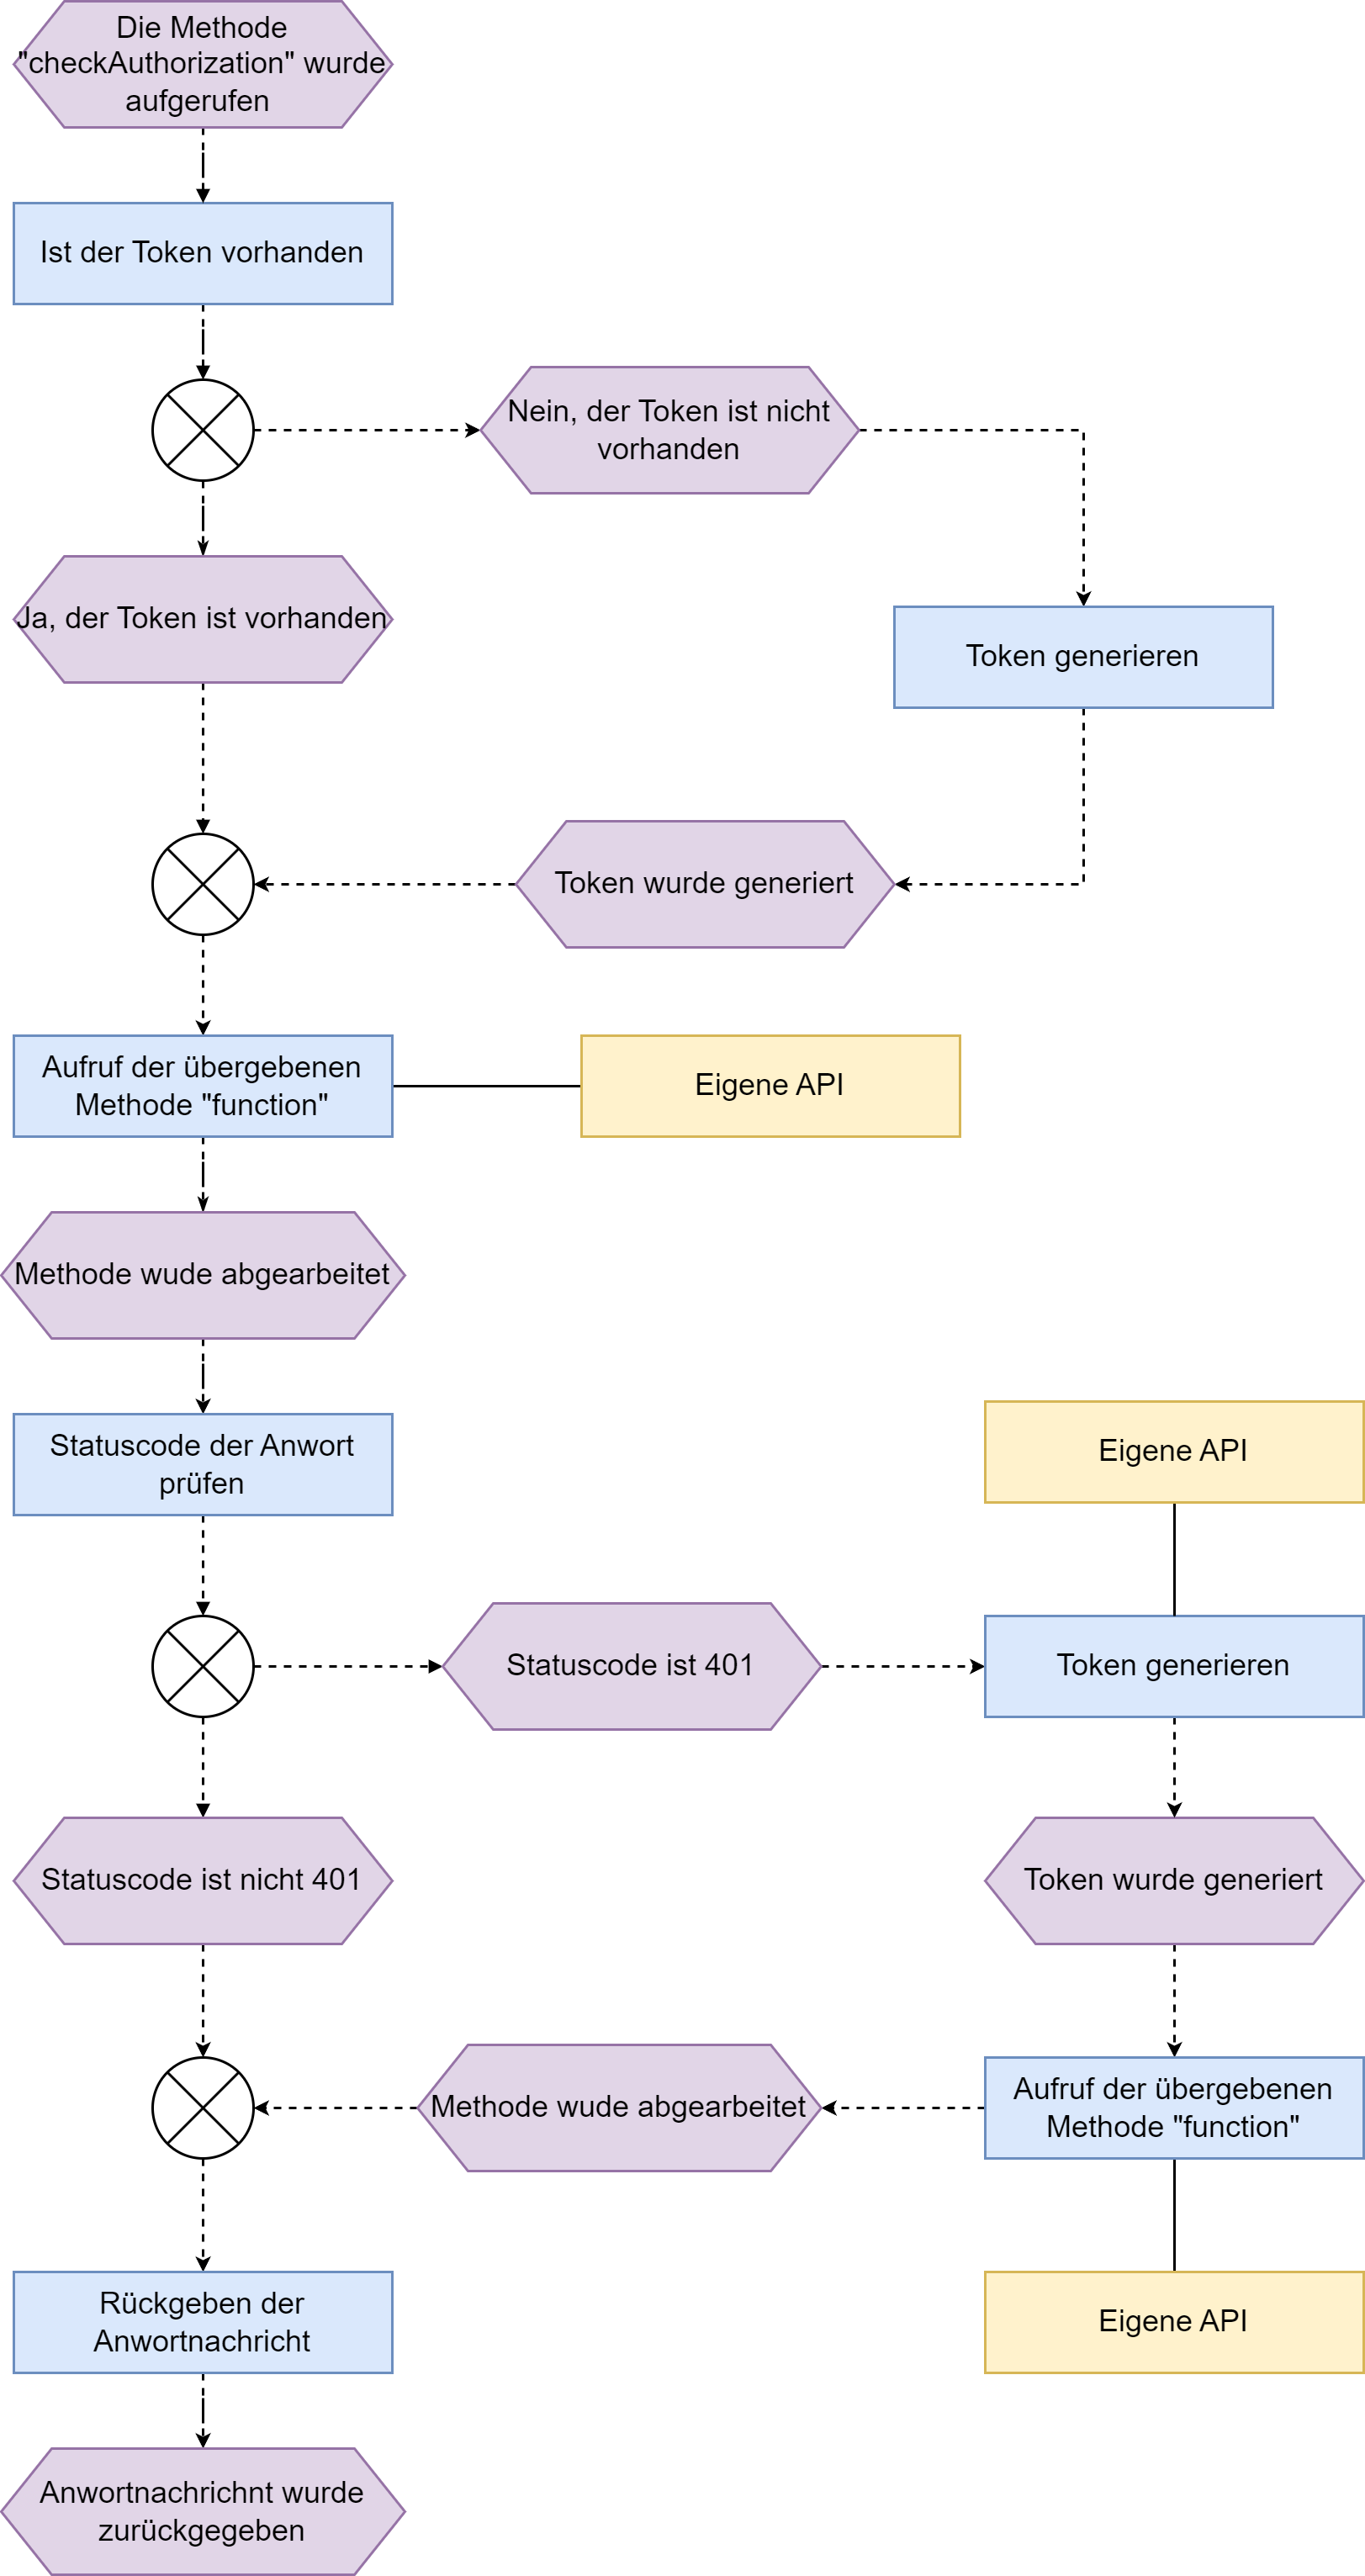 Die Methode
"checkAuthorization" wurde
aufgerufen
Ist der Token vorhanden
Nein, der Token ist nicht
vorhanden
Ja, der Token ist vorhanden
Token generieren
Token wurde generiert
Aufruf der übergebenen
Methode "function"
Eigene API
Methode wude abgearbeitet
Statuscode der Anwort
prüfen
Eigene API
Statuscode ist 401
Token generieren
Statuscode ist nicht 401
Token wurde generiert
Methode wude abgearbeitet
Aufruf der übergebenen
Methode "function"
Rückgeben der
Anwortnachricht
Eigene API
Anwortnachrichnt wurde
zurückgegeben